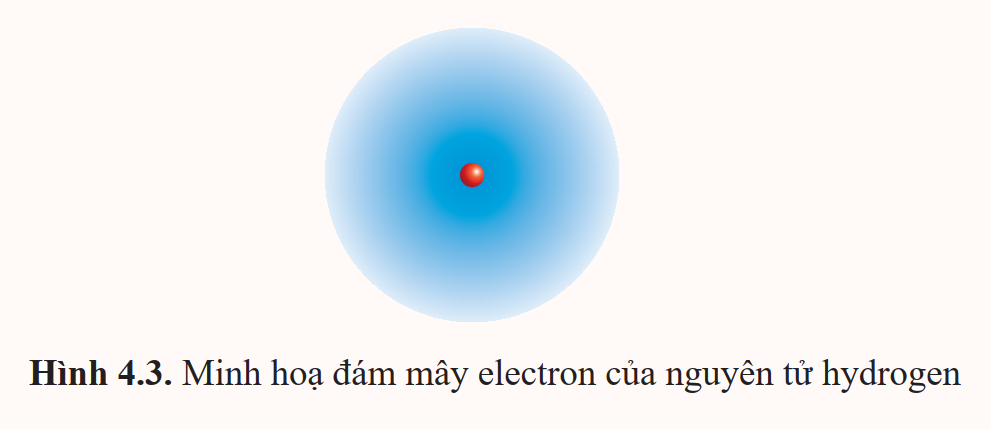 Hình 4.3. Minh hoạ đám mây electron của nguyên tử hydrogen